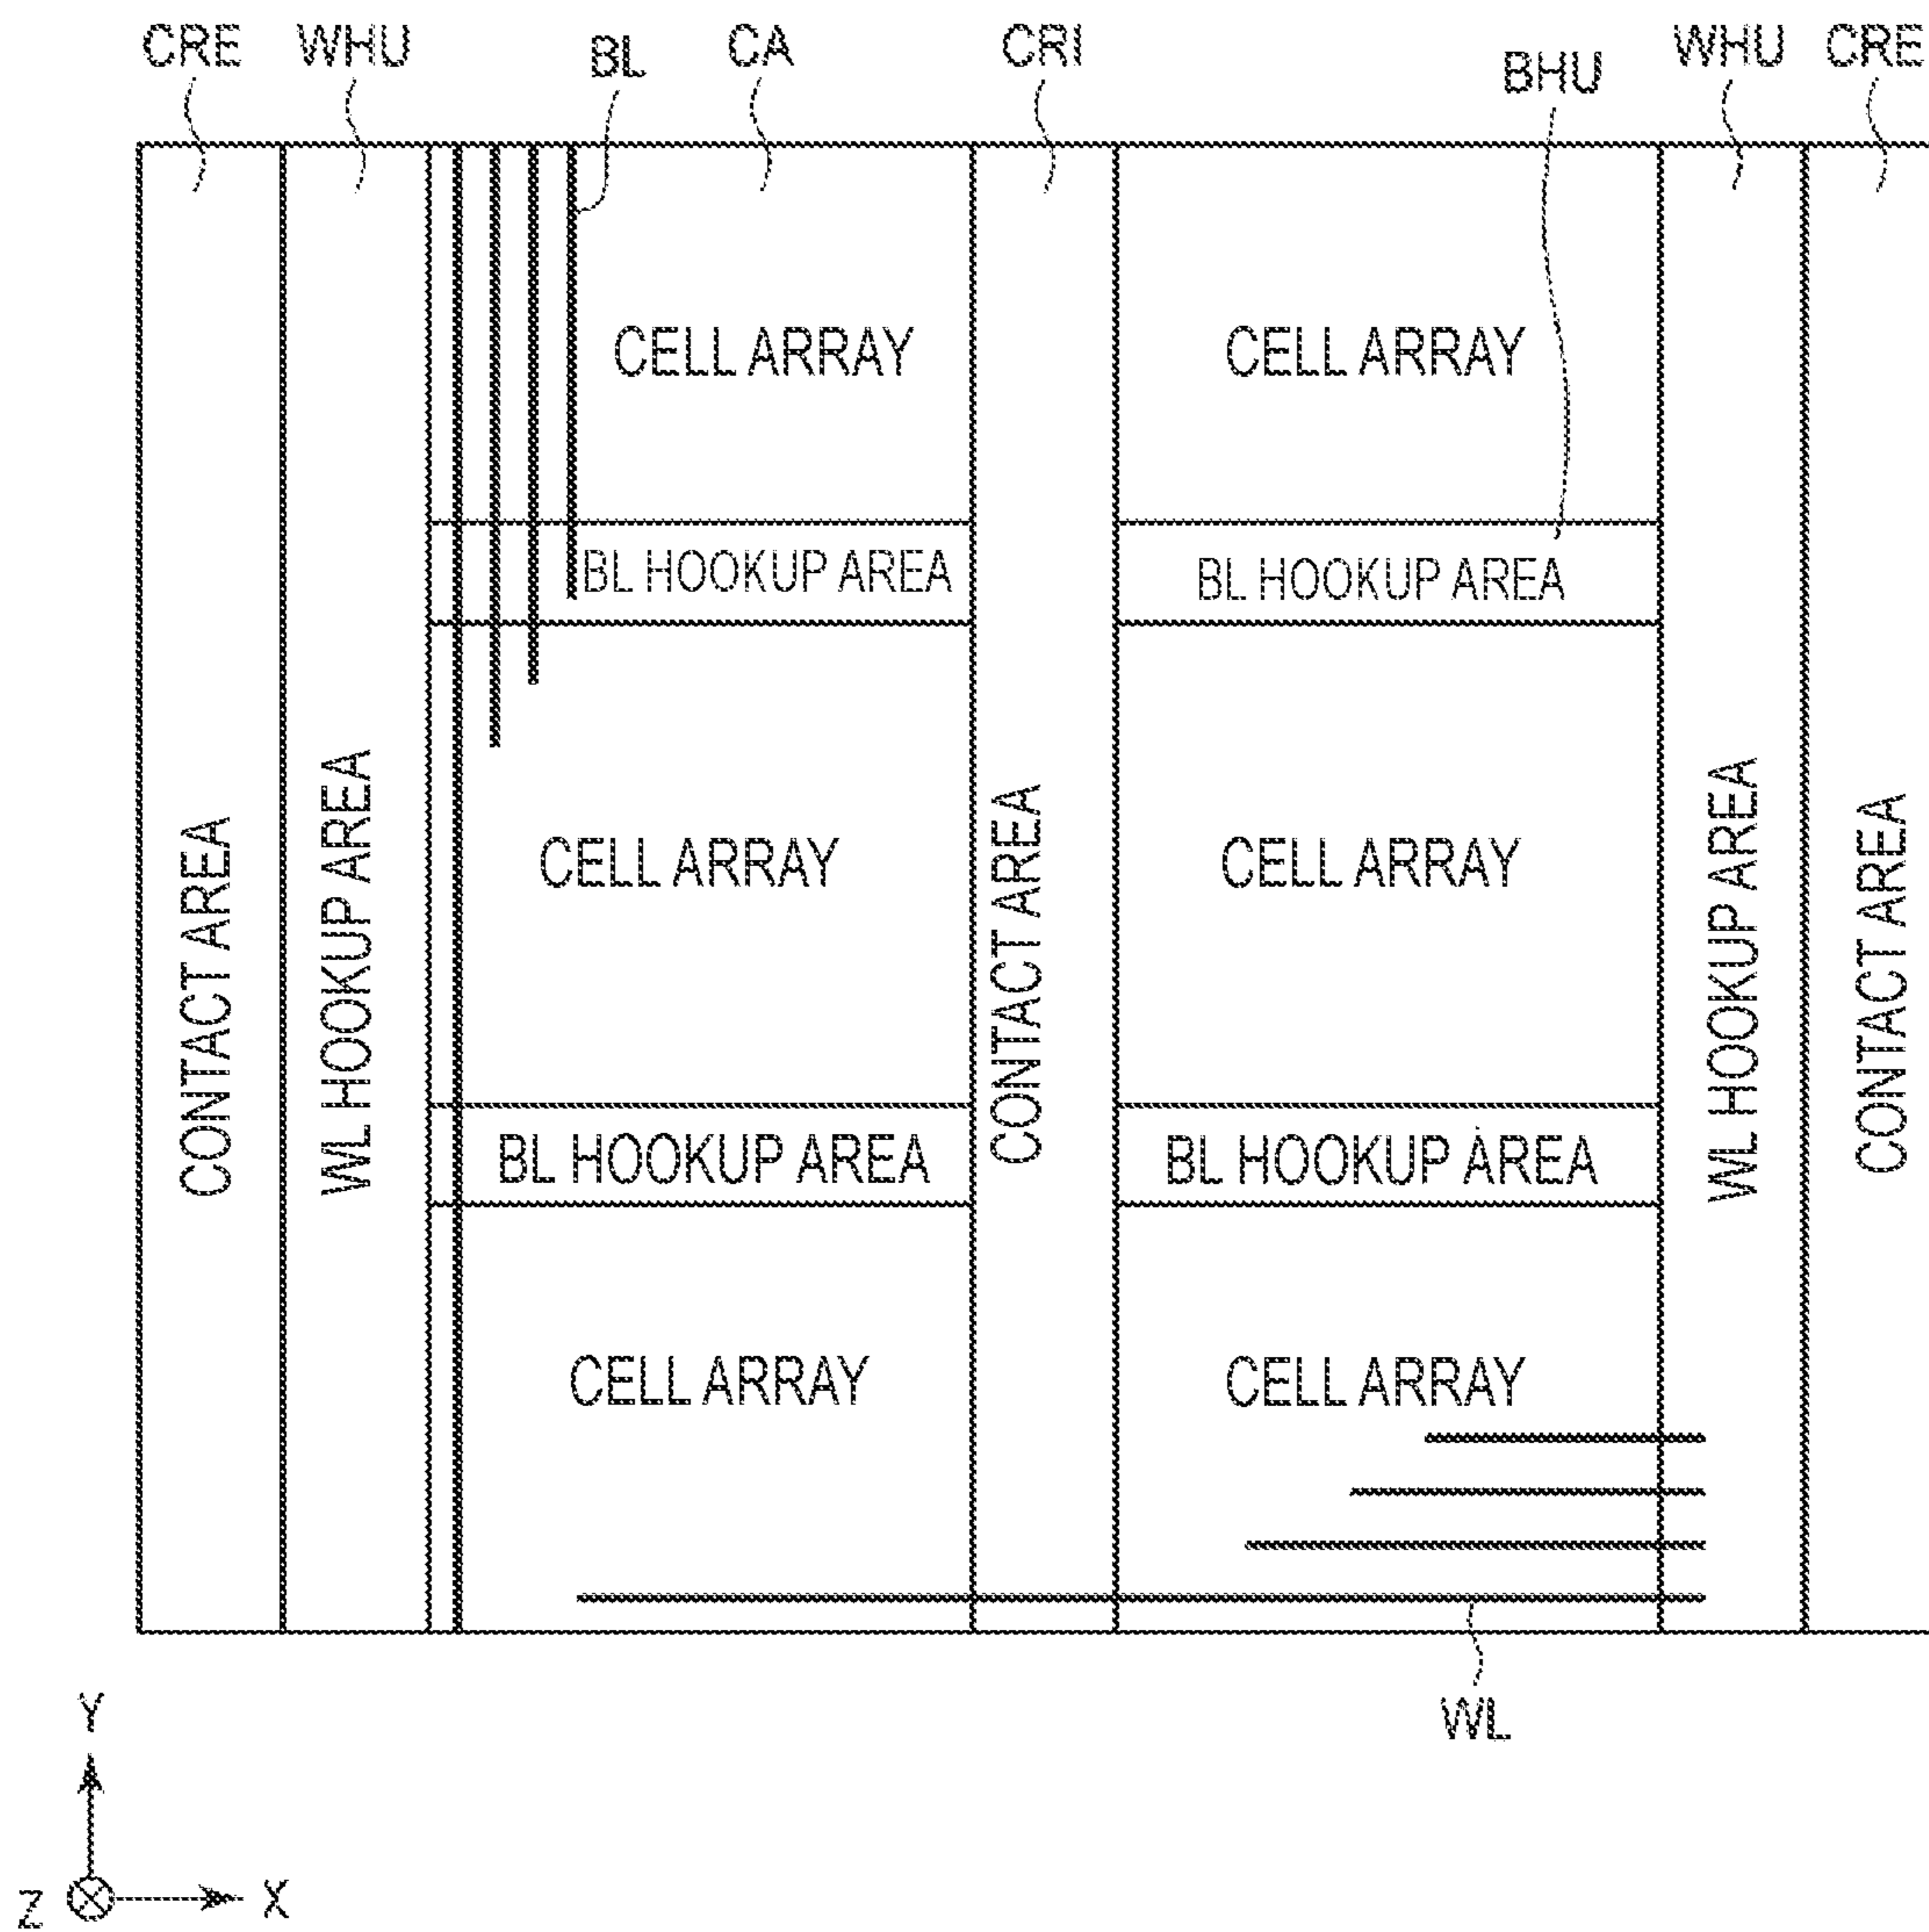 CRE WHU BL CA CRI BHU WHU CRE
CELL ARRAY CELL ARRAY
BL HOOKUP AREA BL HOOKUP AREA
CONTACT AREA
WL HOOKUP AREA
CELL ARRAY
CONTACT AREA
CELL ARRAY
WL HOOKUP AREA
CONTACT AREA
BL HOOKUP AREA BL HOOKUP AREA
CELL ARRAY CELL ARRAY
WL
Y
Z X